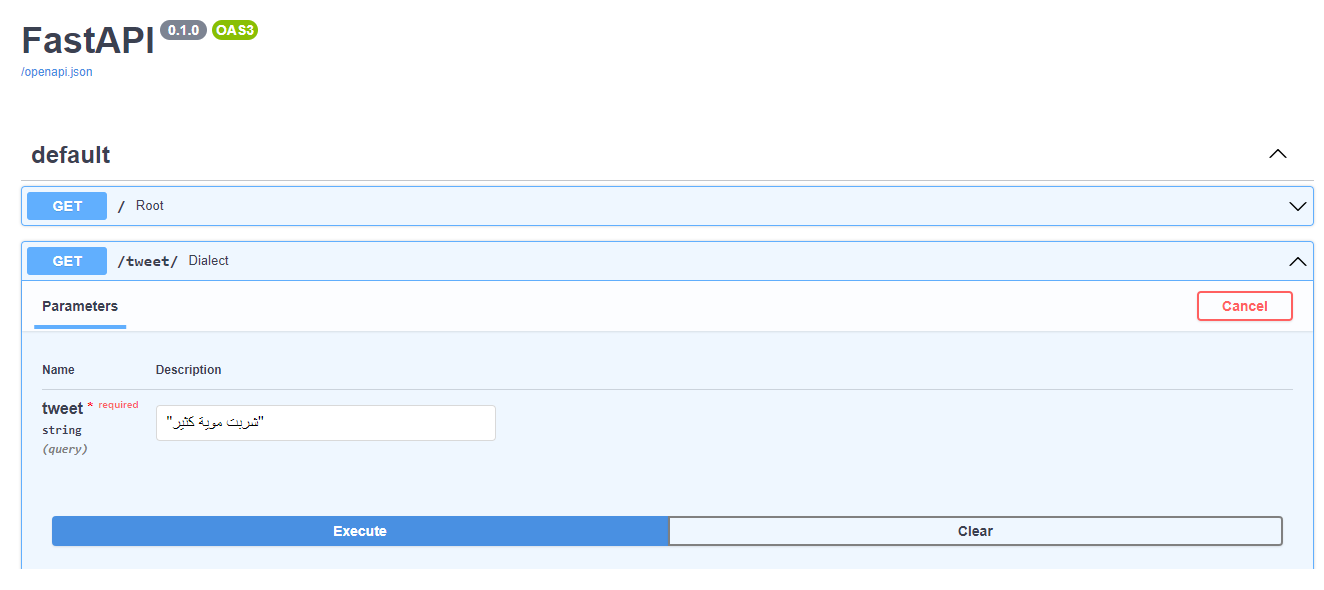 FastAPI 0.1.0 OAS3
/openapi.json
default
GET / Root
GET /tweet/ Dialect
Parameters Cancel
Name Description
tweet * required
string
(query)
"شربت موية كثير"
Execute Clear